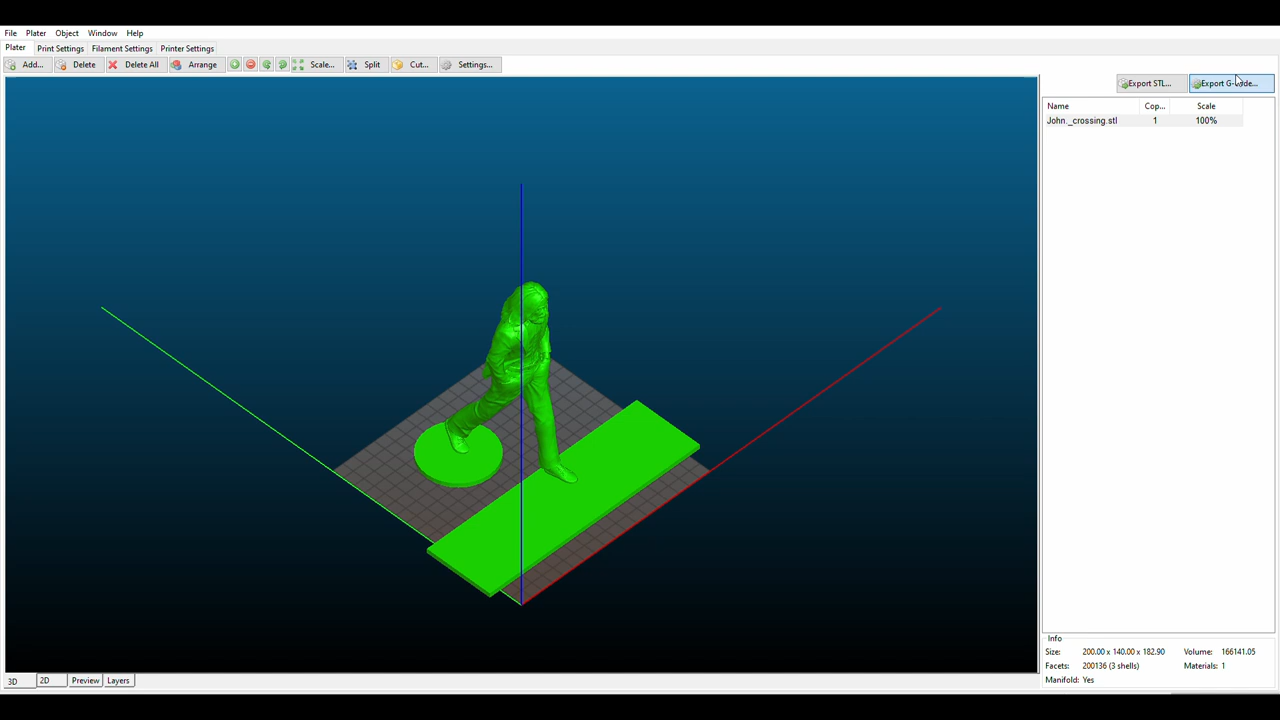 File Plater Object Window Help
Plater Print Settings Filament Settings Printer Settings
Add... Delete Delete All Arrange Scale... Split Cut... Settings...
Export STL... Export G-code...
Name Cop... Scale
John._crossing.stl 1 100%
Info
Size: 200.00 x 140.00 x 182.90 Volume: 166141.05
Facets: 200136 (3 shells) Materials: 1
Manifold: Yes
3D 2D Preview Layers